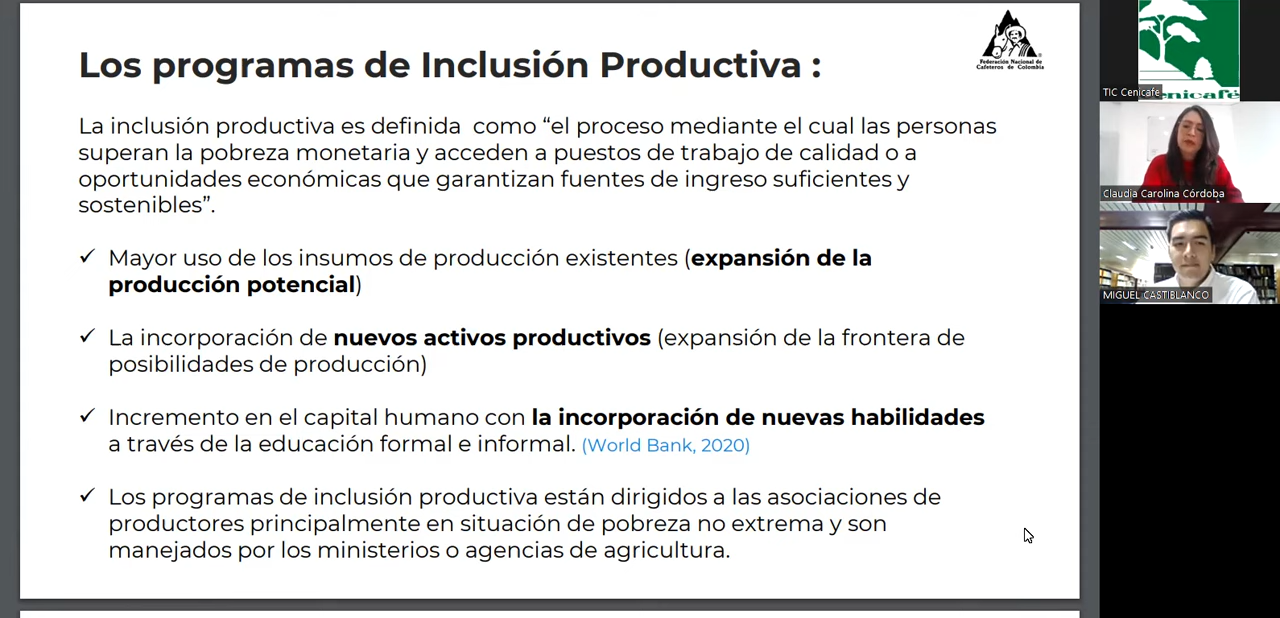 Los programas de Inclusión Productiva :
Federación Nacional de
Cafeteros de Colombia
La inclusión productiva es definida como “el proceso mediante el cual las personas
superan la pobreza monetaria y acceden a puestos de trabajo de calidad o a
oportunidades económicas que garantizan fuentes de ingreso suficientes y
sostenibles”.
✓ Mayor uso de los insumos de producción existentes (expansión de la
producción potencial)
✓ La incorporación de nuevos activos productivos (expansión de la frontera de
posibilidades de producción)
✓ Incremento en el capital humano con la incorporación de nuevas habilidades
a través de la educación formal e informal. (World Bank, 2020)
✓ Los programas de inclusión productiva están dirigidos a las asociaciones de
productores principalmente en situación de pobreza no extrema y son
manejados por los ministerios o agencias de agricultura.
TIC Cenicafe
enicafé
Claudia Carolina Córdoba
MIGUEL CASTIBLANCO